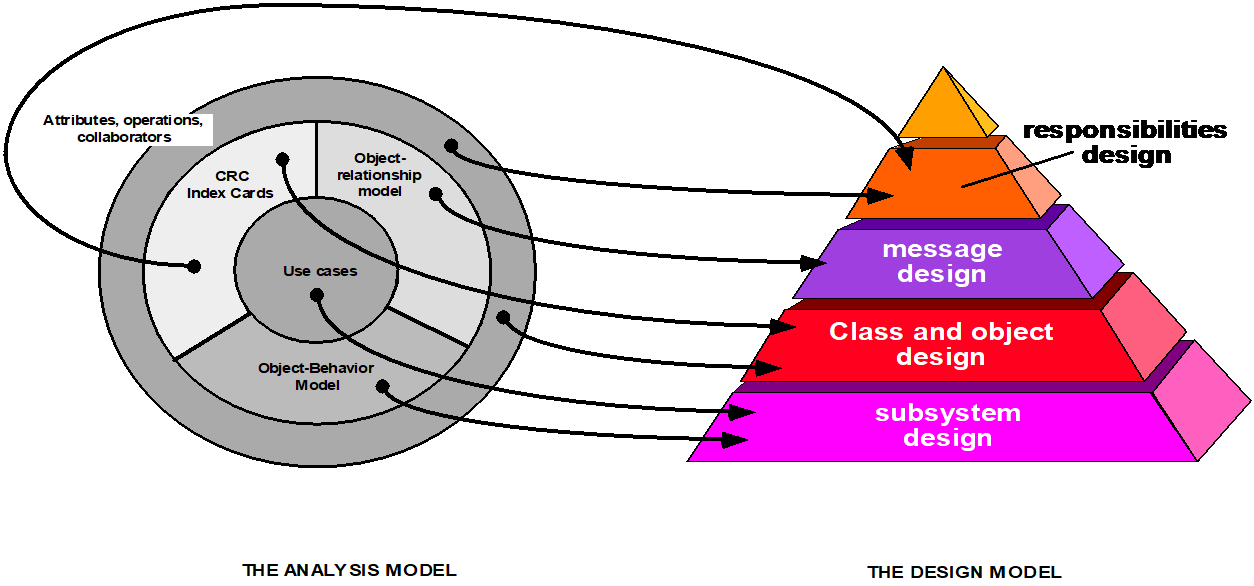 Attributes, operations,
collaborators
CRC
Index Cards
Object-
relationship
model
Use cases
Object-Behavior
Model
responsibilities
design
message
design
Class and object
design
subsystem
design
THE ANALYSIS MODEL
THE DESIGN MODEL